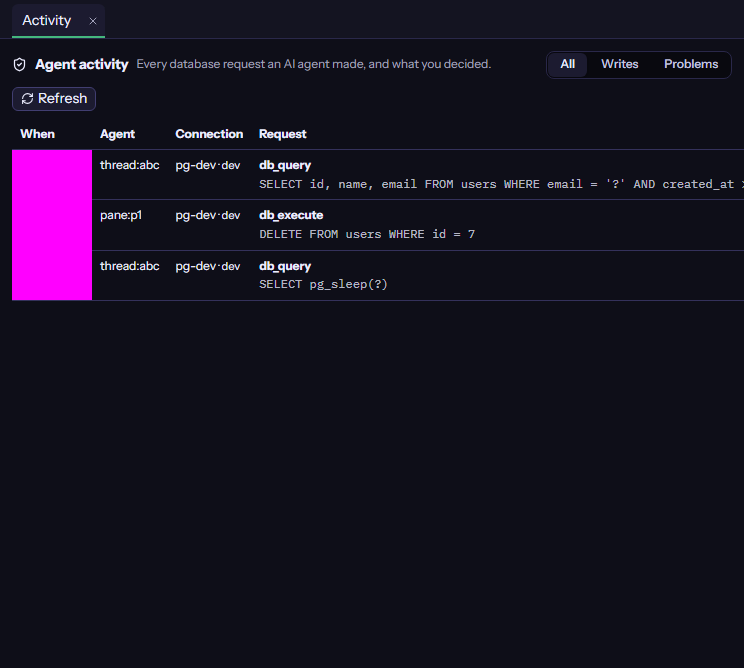 Activity ×
Agent activity Every database request an AI agent made, and what you decided. All Writes Problems
Refresh
When Agent Connection Request
thread:abc pg-dev·dev db_query
SELECT id, name, email FROM users WHERE email = '?' AND created_at
pane:p1 pg-dev·dev db_execute
DELETE FROM users WHERE id = 7
thread:abc pg-dev·dev db_query
SELECT pg_sleep(?)